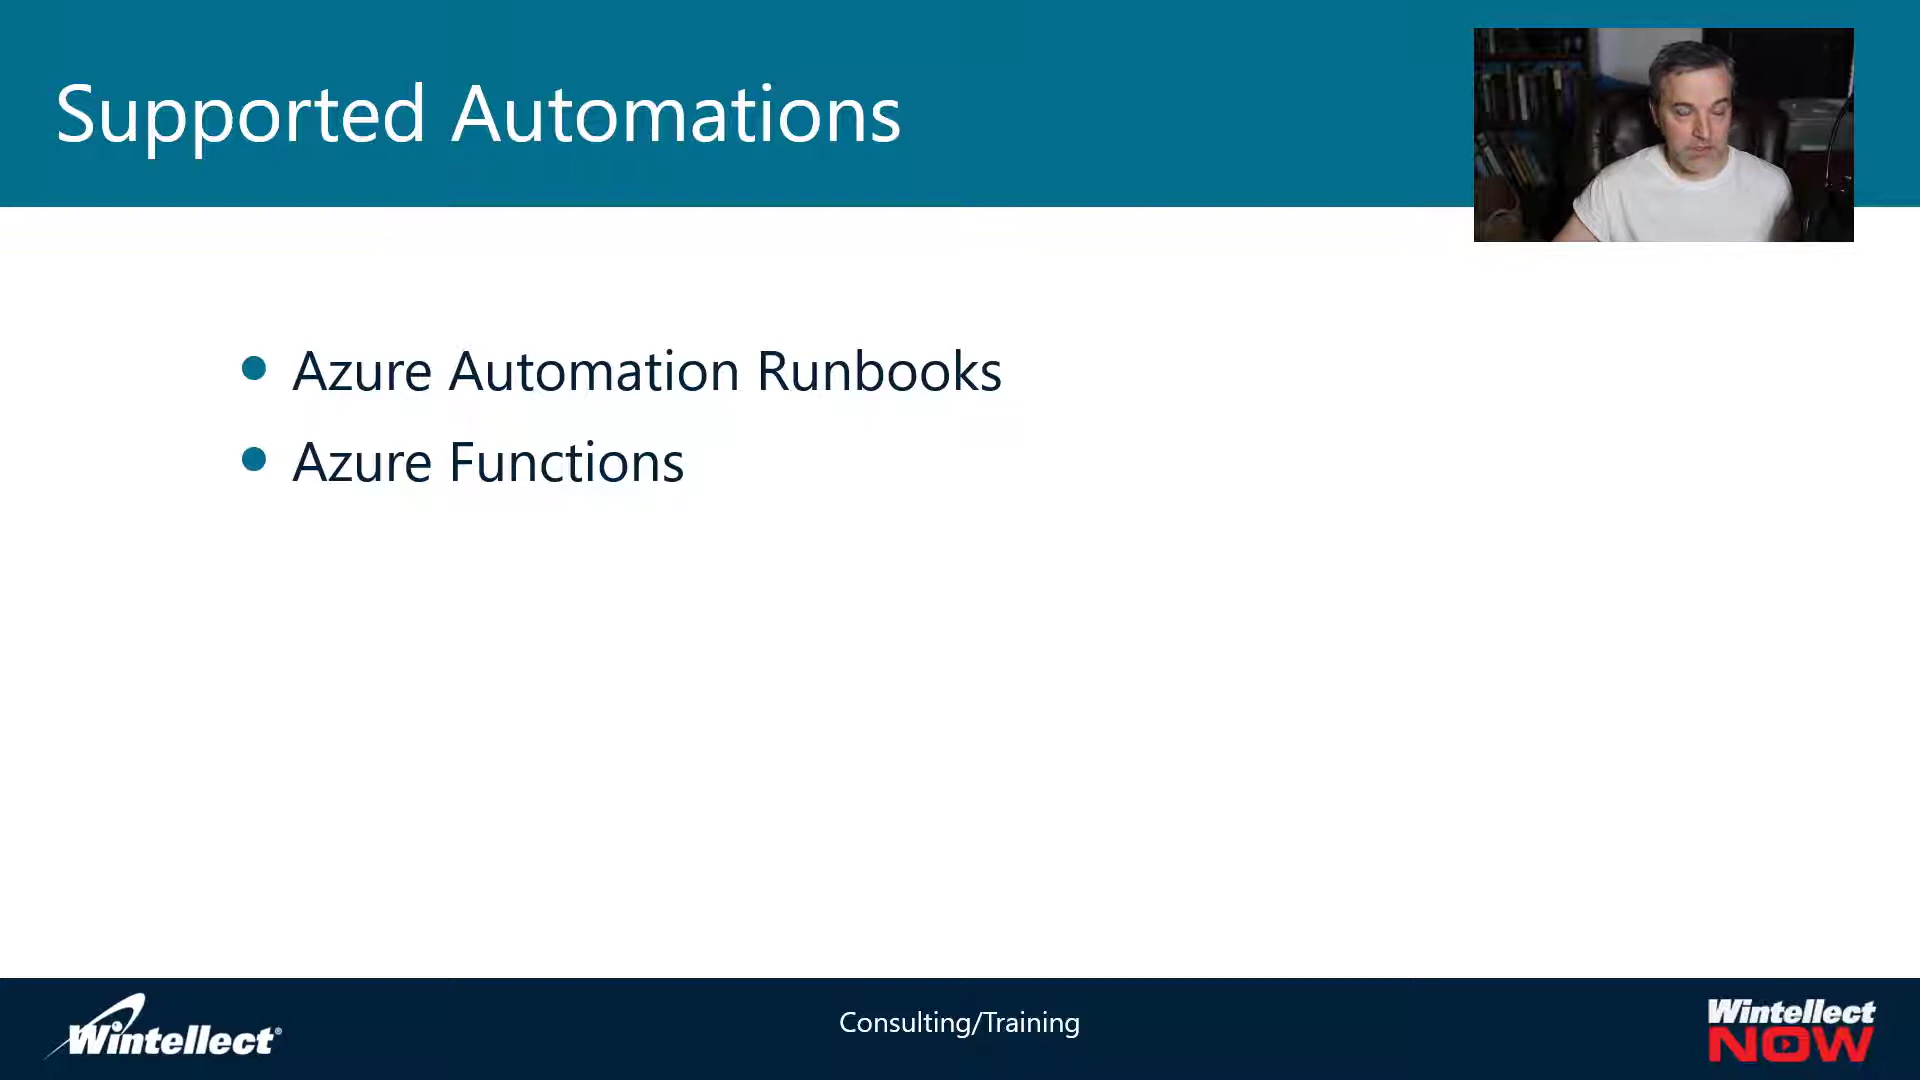 Supported Automations
Azure Automation Runbooks
Azure Functions
Wintellect®
Consulting/Training
Wintellect
NOW